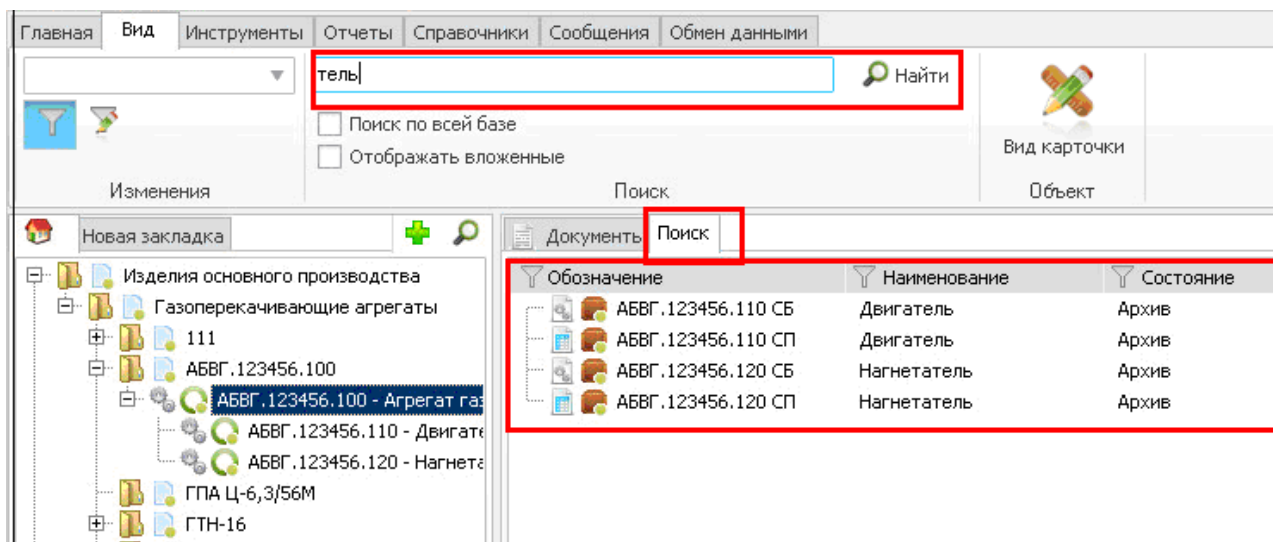 Главная Вид Инструменты Отчеты Справочники Сообщения Обмен данными
тель Найти
Поиск по всей базе
Отображать вложенные
Вид карточки
Изменения Поиск Объект
Новая закладка
Изделия основного производства
Газоперекачивающие агрегаты
111
АБВГ.123456.100
АБВГ.123456.100 - Агрегат газ
АБВГ.123456.110 - Двигате
АБВГ.123456.120 - Нагнета
ГПА Ц-6,3/56М
ГТН-16
Документы Поиск
Обозначение Наименование Состояние
АБВГ.123456.110 СБ Двигатель Архив
АБВГ.123456.110 СП Двигатель Архив
АБВГ.123456.120 СБ Нагнетатель Архив
АБВГ.123456.120 СП Нагнетатель Архив